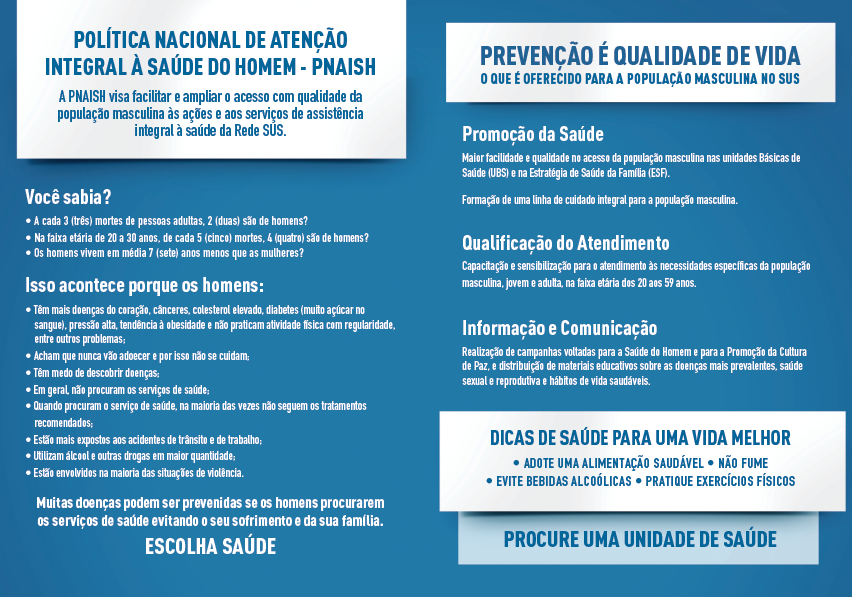 POLÍTICA NACIONAL DE ATENÇÃO
INTEGRAL À SAÚDE DO HOMEM - PNAISH
A PNAISH visa facilitar e ampliar o acesso com qualidade da
população masculina às ações e aos serviços de assistência
integral à saúde da Rede SUS.
Você sabia?
• A cada 3 (três) mortes de pessoas adultas, 2 (duas) são de homens?
• Na faixa etária de 20 a 30 anos, de cada 5 (cinco) mortes, 4 (quatro) são de homens?
• Os homens vivem em média 7 (sete) anos menos que as mulheres?
Isso acontece porque os homens:
• Têm mais doenças do coração, cânceres, colesterol elevado, diabetes (muito açúcar no
sangue), pressão alta, tendência à obesidade e não praticam atividade física com regularidade,
entre outros problemas;
• Acham que nunca vão adoecer e por isso não se cuidam;
• Têm medo de descobrir doenças;
• Em geral, não procuram os serviços de saúde;
• Quando procuram o serviço de saúde, na maioria das vezes não seguem os tratamentos
recomendados;
• Estão mais expostos aos acidentes de trânsito e de trabalho;
• Utilizam álcool e outras drogas em maior quantidade;
• Estão envolvidos na maioria das situações de violência.
Muitas doenças podem ser prevenidas se os homens procurarem
os serviços de saúde evitando o seu sofrimento e da sua família.
ESCOLHA SAÚDE
PREVENÇÃO É QUALIDADE DE VIDA
O QUE É OFERECIDO PARA A POPULAÇÃO MASCULINA NO SUS
Promoção da Saúde
Maior facilidade e qualidade no acesso da população masculina nas unidades Básicas de
Saúde (UBS) e na Estratégia de Saúde da Família (ESF).
Formação de uma linha de cuidado integral para a população masculina.
Qualificação do Atendimento
Capacitação e sensibilização para o atendimento às necessidades específicas da população
masculina, jovem e adulta, na faixa etária dos 20 aos 59 anos.
Informação e Comunicação
Realização de campanhas voltadas para a Saúde do Homem e para a Promoção da Cultura
de Paz, e distribuição de materiais educativos sobre as doenças mais prevalentes, saúde
sexual e reprodutiva e hábitos de vida saudáveis.
DICAS DE SAÚDE PARA UMA VIDA MELHOR
• ADOTE UMA ALIMENTAÇÃO SAUDÁVEL • NÃO FUME
• EVITE BEBIDAS ALCOÓLICAS • PRATIQUE EXERCÍCIOS FÍSICOS
PROCURE UMA UNIDADE DE SAÚDE